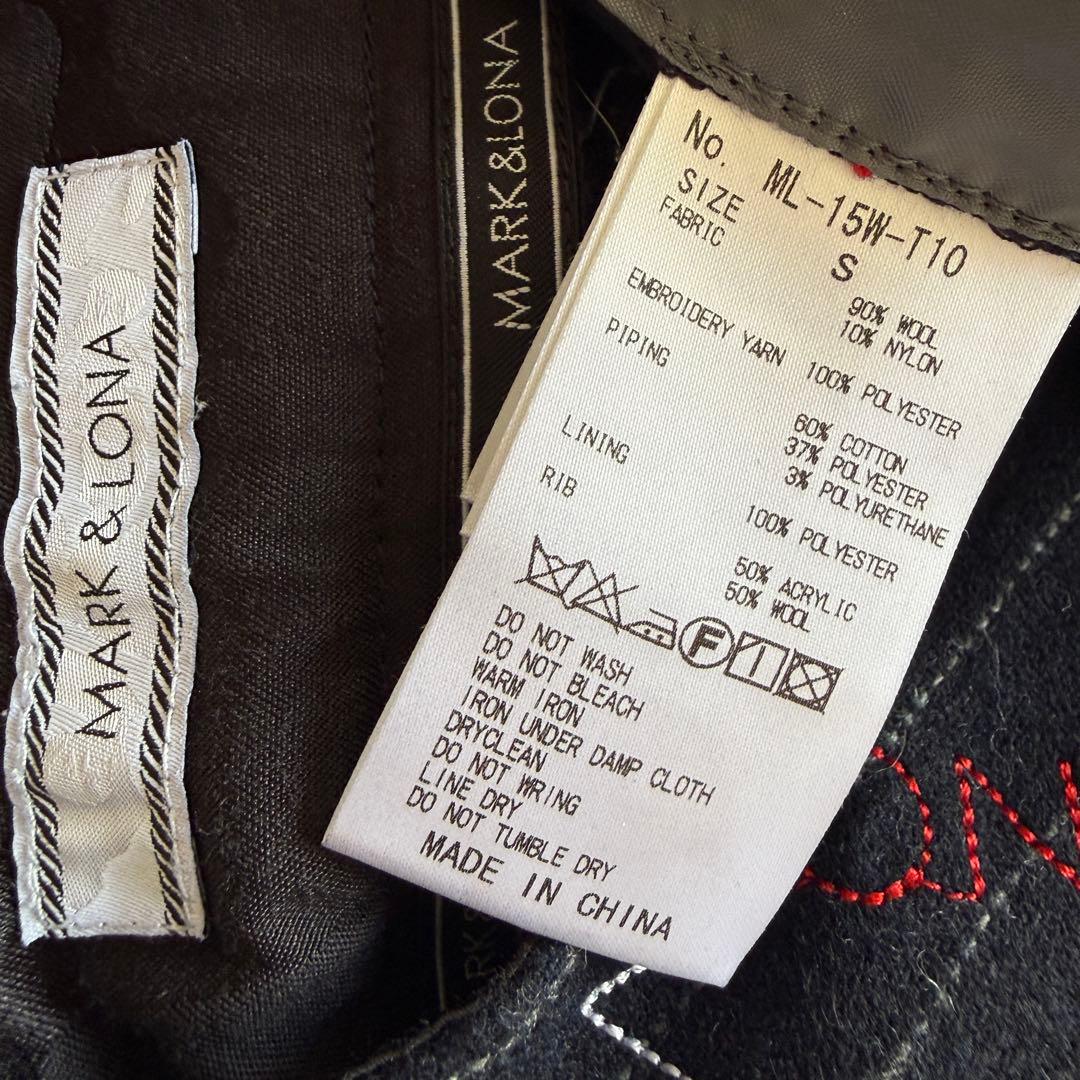 MARK & LONA
MARK&LONA
No. ML-15W-T10
SIZE S
FABRIC 90% WOOL
10% NYLON
EMBROIDERY YARN 100% POLYESTER
PIPING 60% COTTON
37% POLYESTER
3% POLYURETHANE
LINING 100% POLYESTER
RIB 50% ACRYLIC
50% WOOL
F
DO NOT WASH
DO NOT BLEACH
WARM IRON
IRON UNDER DAMP CLOTH
DRYCLEAN
DO NOT WRING
LINE DRY
DO NOT TUMBLE DRY
MADE IN CHINA